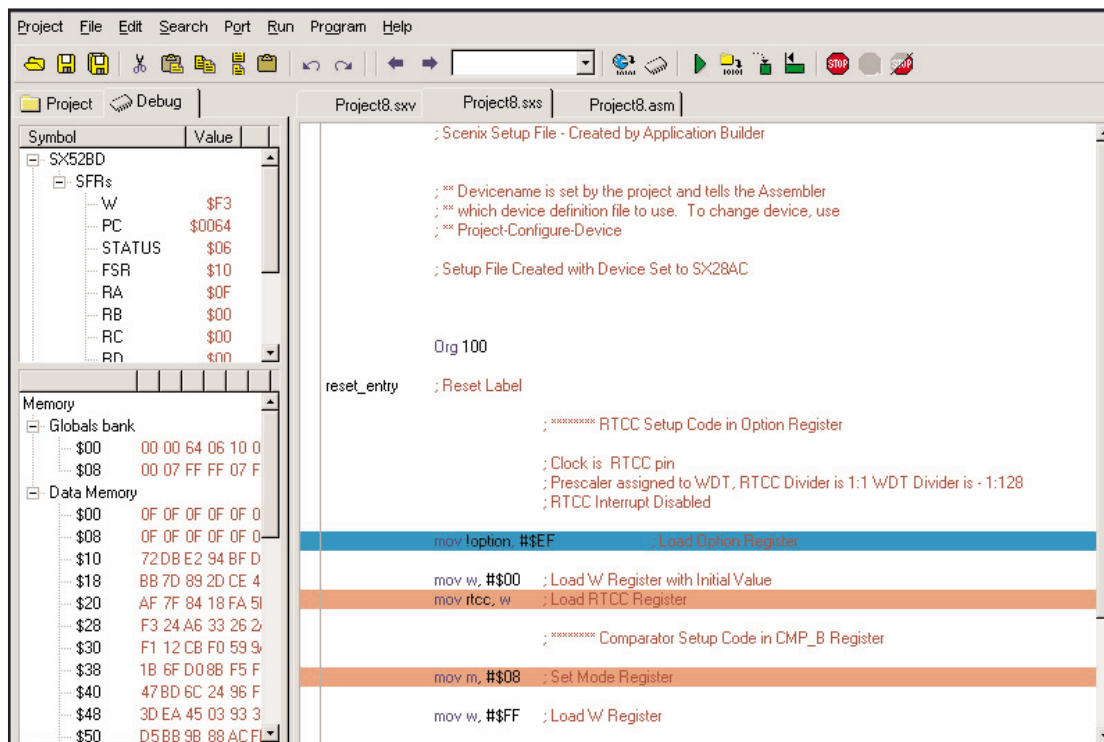 Project File Edit Search Port Run Program Help
STOP STOP
Project Debug
Project8.sxv Project8.sxs Project8.asm
Symbol Value
SX52BD
SFRs
W $F3
PC $0064
STATUS $06
FSR $10
RA $0F
RB $00
RC $00
RD $00
Memory
Globals bank
$00 00 00 64 06 10
$08 00 07 FF FF 07
Data Memory
$00 0F 0F 0F 0F 0F
$08 0F 0F 0F 0F 0F
$10 72 DB E2 94 BF
$18 BB 7D 89 2D CE
$20 AF 7F 84 18 FA
$28 F3 24 A6 33 26
$30 F1 12 CB F0 59
$38 1B 6F D0 8B F5
$40 47 BD 6C 24 96
$48 3D EA 45 03 93
$50 D5 BB 9B 88 AC
; Scenix Setup File - Created by Application Builder
; ** Devicename is set by the project and tells the Assembler
; ** which device definition file to use. To change device, use
; ** Project-Configure-Device
; Setup File Created with Device Set to SX28AC
Org 100
reset_entry ; Reset Label
; ******** RTCC Setup Code in Option Register
; Clock is RTCC pin
; Prescaler assigned to WDT, RTCC Divider is 1:1 WDT Divider is - 1:128
; RTCC Interrupt Disabled
mov !option, #$EF ; Load Option Register
mov w, #$00 ; Load W Register with Initial Value
mov rtcc, w ; Load RTCC Register
; ******** Comparator Setup Code in CMP_B Register
mov m, #$08 ; Set Mode Register
mov w, #$FF ; Load W Register